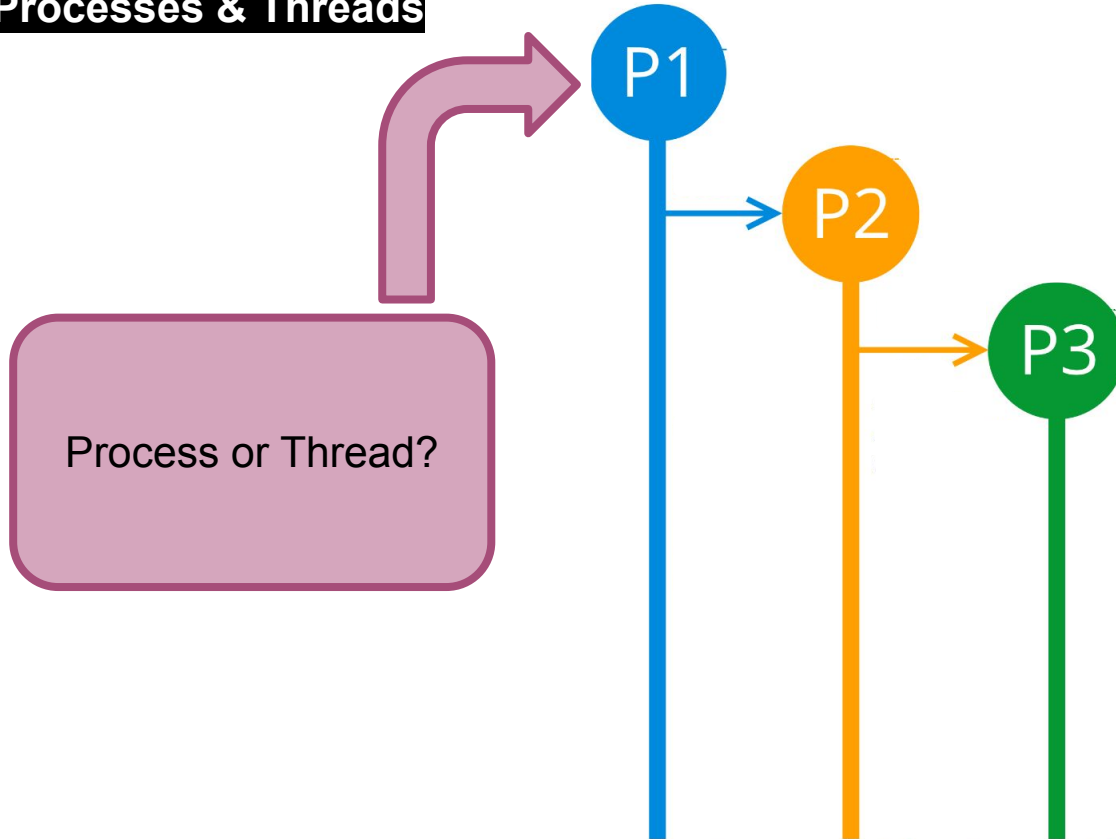 Processes & Threads
P1
P2
P3
Process or Thread?